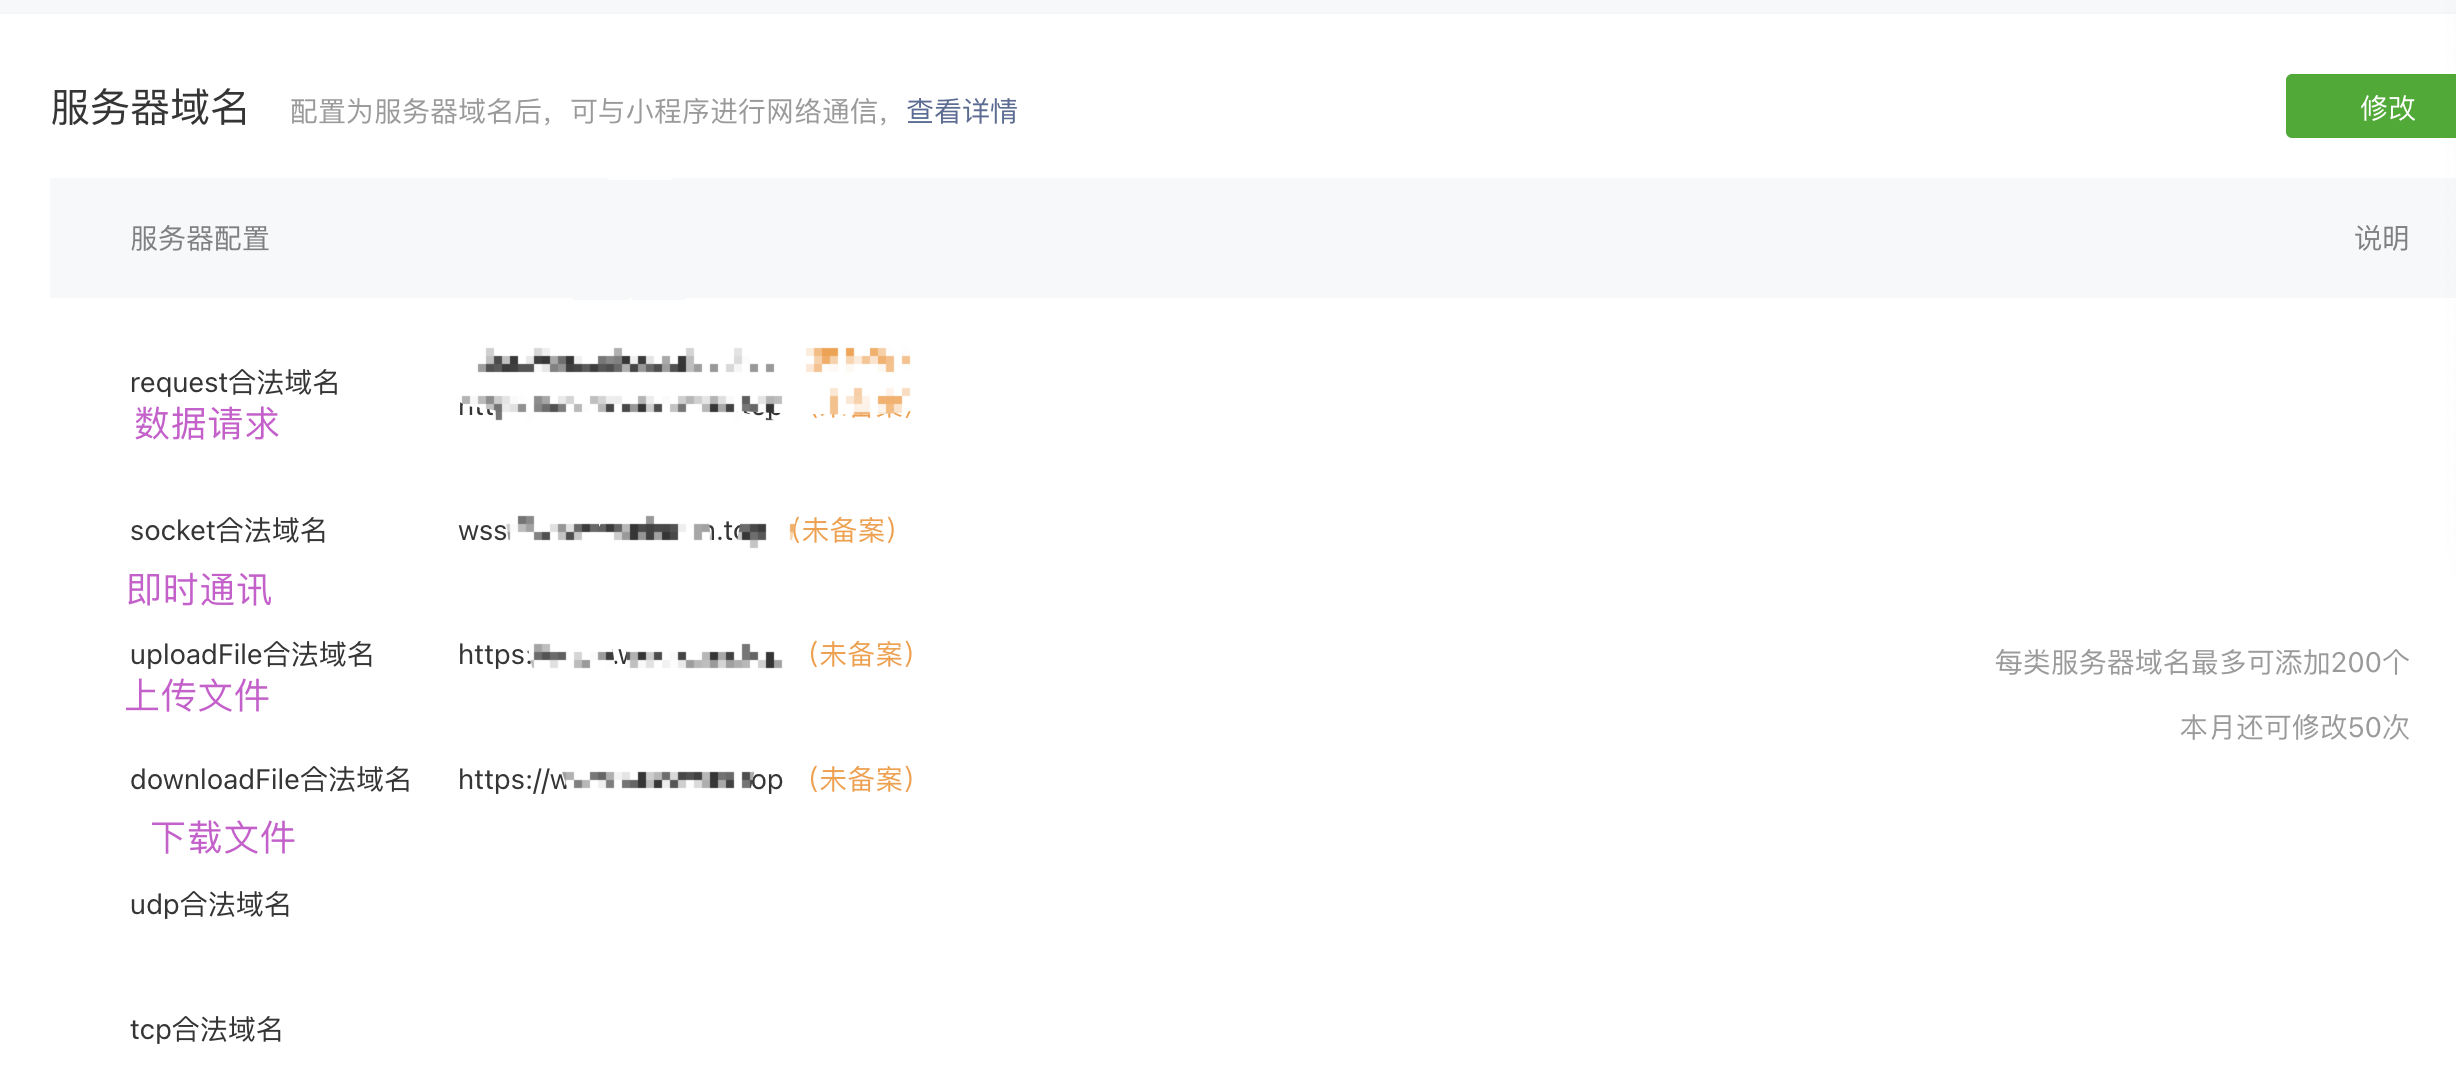 服务器域名 配置为服务器域名后，可与小程序进行网络通信，查看详情 修改
服务器配置 说明
request合法域名
数据请求
socket合法域名 wss （未备案）
即时通讯
uploadFile合法域名 https: （未备案）
上传文件
每类服务器域名最多可添加200个
本月还可修改50次
downloadFile合法域名 https://w op （未备案）
下载文件
udp合法域名
tcp合法域名